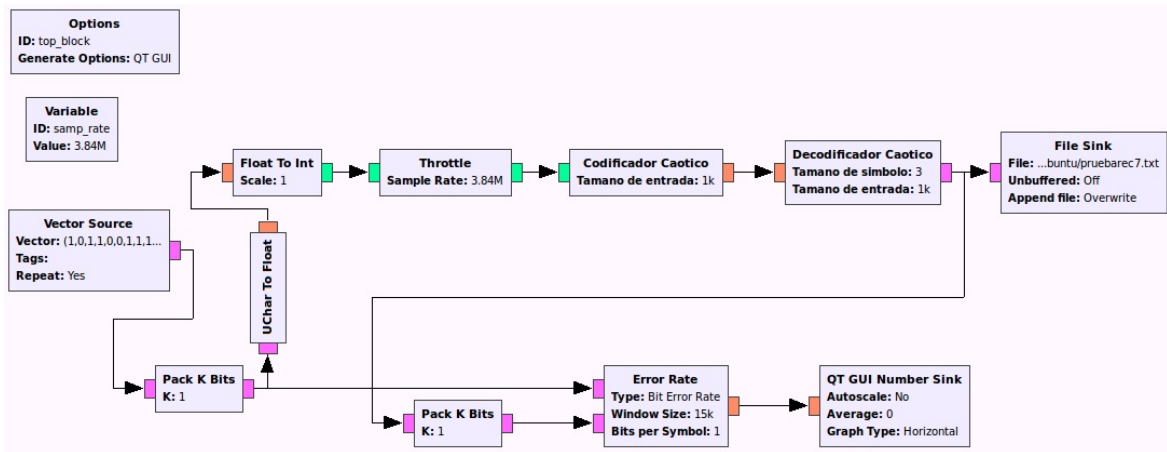 Options
ID: top_block
Generate Options: QT GUI
Variable
ID: samp_rate
Value: 3.84M
Float To Int
Scale: 1
Throttle
Sample Rate: 3.84M
Codificador Caotico
Tamano de entrada: 1k
Decodificador Caotico
Tamano de simbolo: 3
Tamano de entrada: 1k
File Sink
File: ...buntu/pruebarec7.txt
Unbuffered: Off
Append file: Overwrite
Vector Source
Vector: (1,0,1,1,0,0,1,1,1...
Tags:
Repeat: Yes
UChar To Float
Pack K Bits
K: 1
Pack K Bits
K: 1
Error Rate
Type: Bit Error Rate
Window Size: 15k
Bits per Symbol: 1
QT GUI Number Sink
Autoscale: No
Average: 0
Graph Type: Horizontal